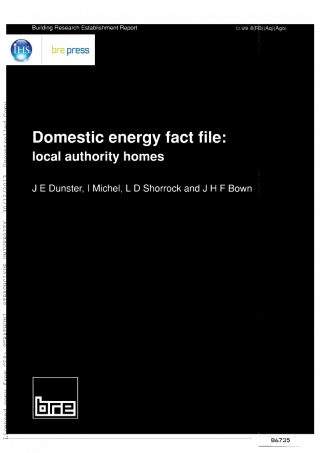 Building Research Establishment Report
IHS
bre press
Domestic energy fact file:
local authority homes
J E Dunster, I Michel, L D Shorrock and J H F Bown
bre